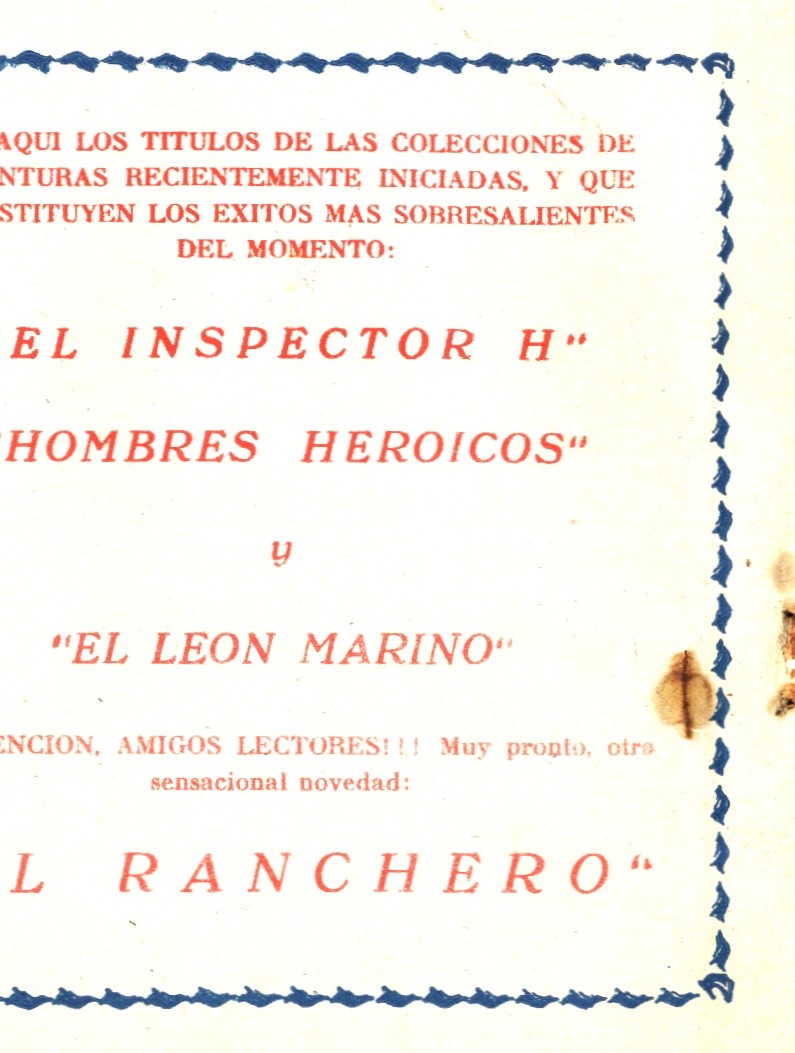 AQUI LOS TITULOS DE LAS COLECCIONES DE
NTURAS RECIENTEMENTE INICIADAS, Y QUE
STITUYEN LOS EXITOS MAS SOBRESALIENTES
DEL MOMENTO:
EL INSPECTOR H"
"HOMBRES HEROICOS"
y
"EL LEON MARINO"
ENCION, AMIGOS LECTORES!!! Muy pronto, otra
sensacional novedad:
L RANCHERO"